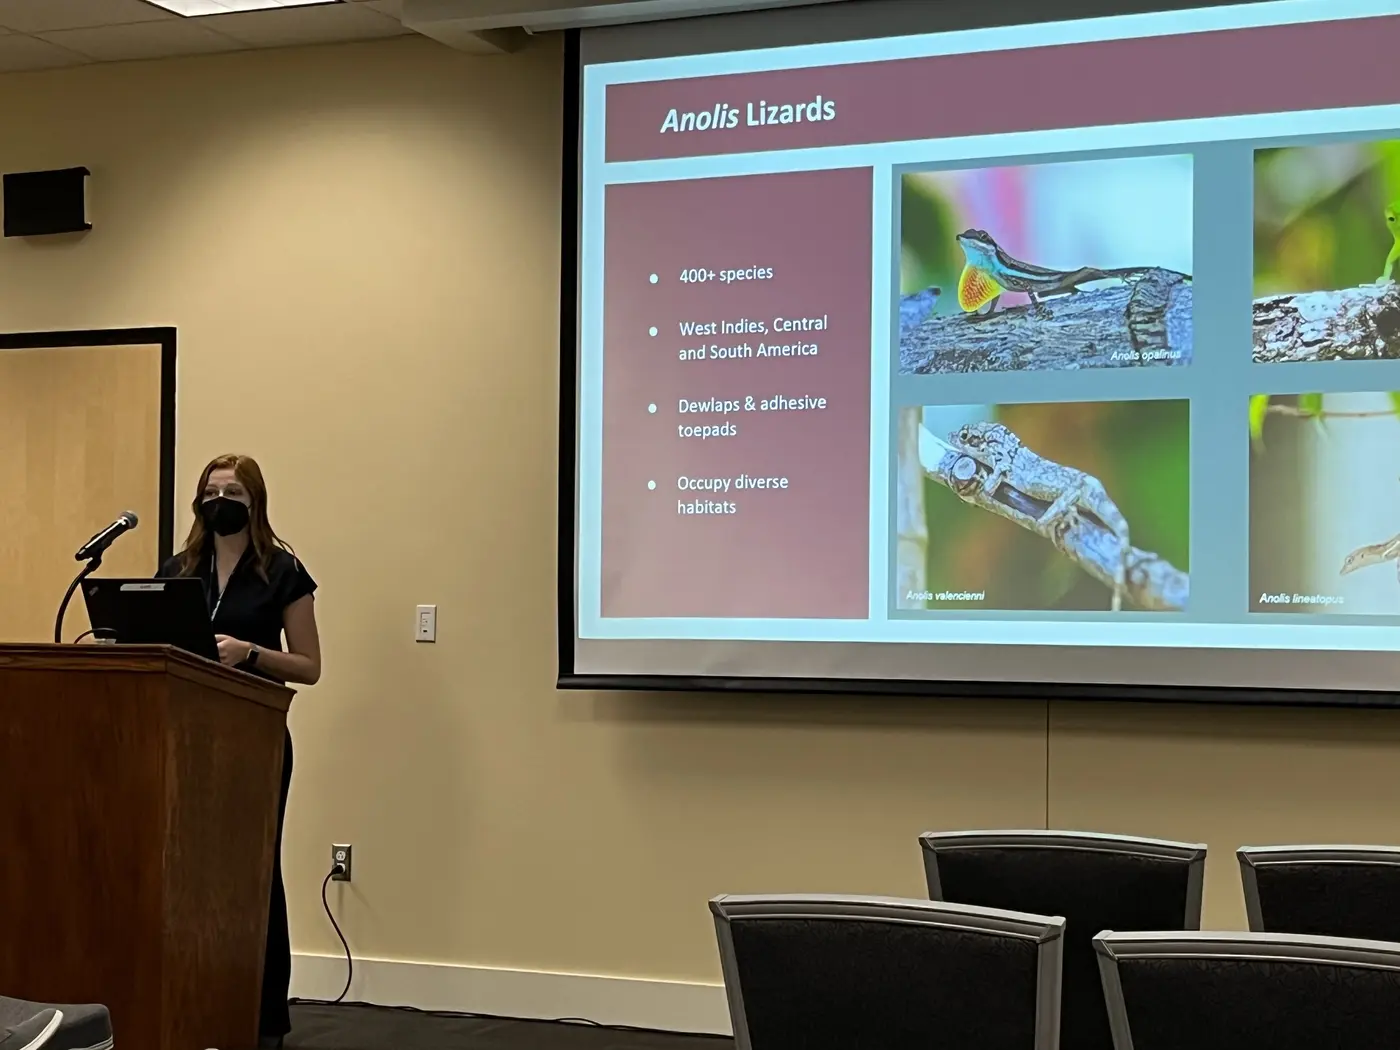 Anolis Lizards
400+ species
West Indies, Central
and South America
Dewlaps & adhesive
toepads
Occupy diverse
habitats
Anolis opalinus
Anolis valencienni
Anolis lineatopus